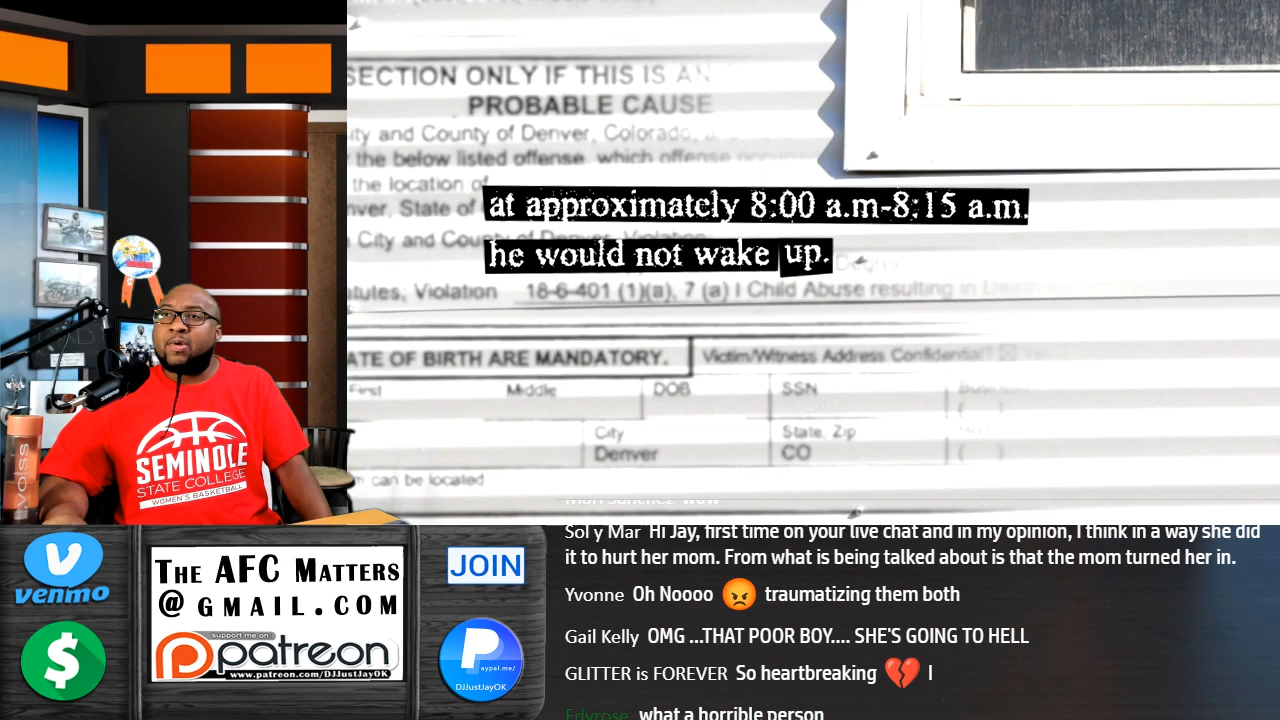 SECTION ONLY IF THIS IS AN
PROBABLE CAUSE
and County of Denver, Colorado,
the below listed offense, which offense
the location of
State of
at approximately 8:00 a.m-8:15 a.m.
City and County of Denver, Violation
he would not wake up.
Violation 18-6-401 (1)(a), 7 (a) I Child Abuse resulting in
ATE OF BIRTH ARE MANDATORY.
Victim/Witness Address Confidential?
First Middle DOB SSN
City State, Zip
Denver CO
can be located
SEMINOLE
STATE COLLEGE
WOMEN'S BASKETBALL
wow
Sol y Mar Hi Jay, first time on your live chat and in my opinion, I think in a way she did
it to hurt her mom. From what is being talked about is that the mom turned her in.
Yvonne Oh Noooo 😡 traumatizing them both
Gail Kelly OMG ...THAT POOR BOY.... SHE'S GOING TO HELL
GLITTER is FOREVER So heartbreaking 💔 I
Edyrose what a horrible person
venmo
$
THE AFC MATTERS
@GMAIL.COM
support me on:
patreon
www.patreon.com/DJJustJayOK
JOIN
aypal.me/
DJJustJayOK